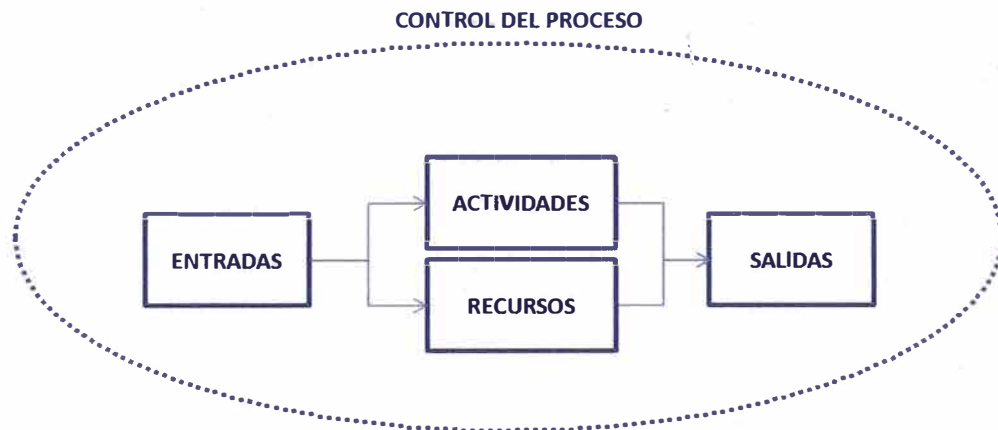 CONTROL DEL PROCESO
ACTIVIDADES
ENTRADAS
SALIDAS
RECURSOS